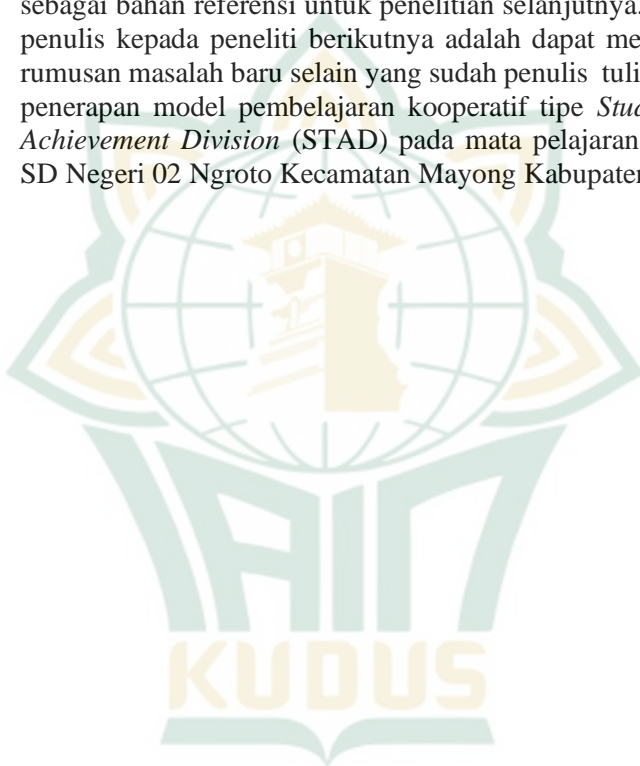 sebagai bahan referensi untuk penelitian selanjutnya.
penulis kepada peneliti berikutnya adalah dapat me
rumusan masalah baru selain yang sudah penulis tuli
penerapan model pembelajaran kooperatif tipe Stu
Achievement Division (STAD) pada mata pelajaran
SD Negeri 02 Ngroto Kecamatan Mayong Kabupaten
IAIN
KUDUS